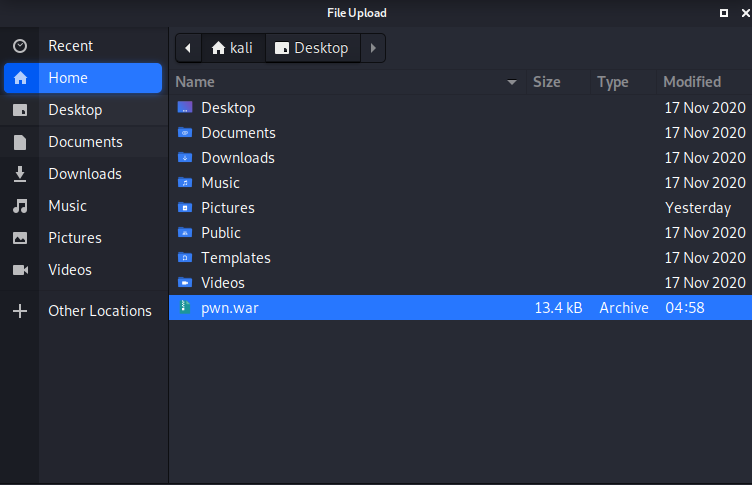 File Upload
Recent
Home
Desktop
Documents
Downloads
Music
Pictures
Videos
Other Locations
kali Desktop
Name Size Type Modified
Desktop 17 Nov 2020
Documents 17 Nov 2020
Downloads 17 Nov 2020
Music 17 Nov 2020
Pictures Yesterday
Public 17 Nov 2020
Templates 17 Nov 2020
Videos 17 Nov 2020
pwn.war 13.4 kB Archive 04:58